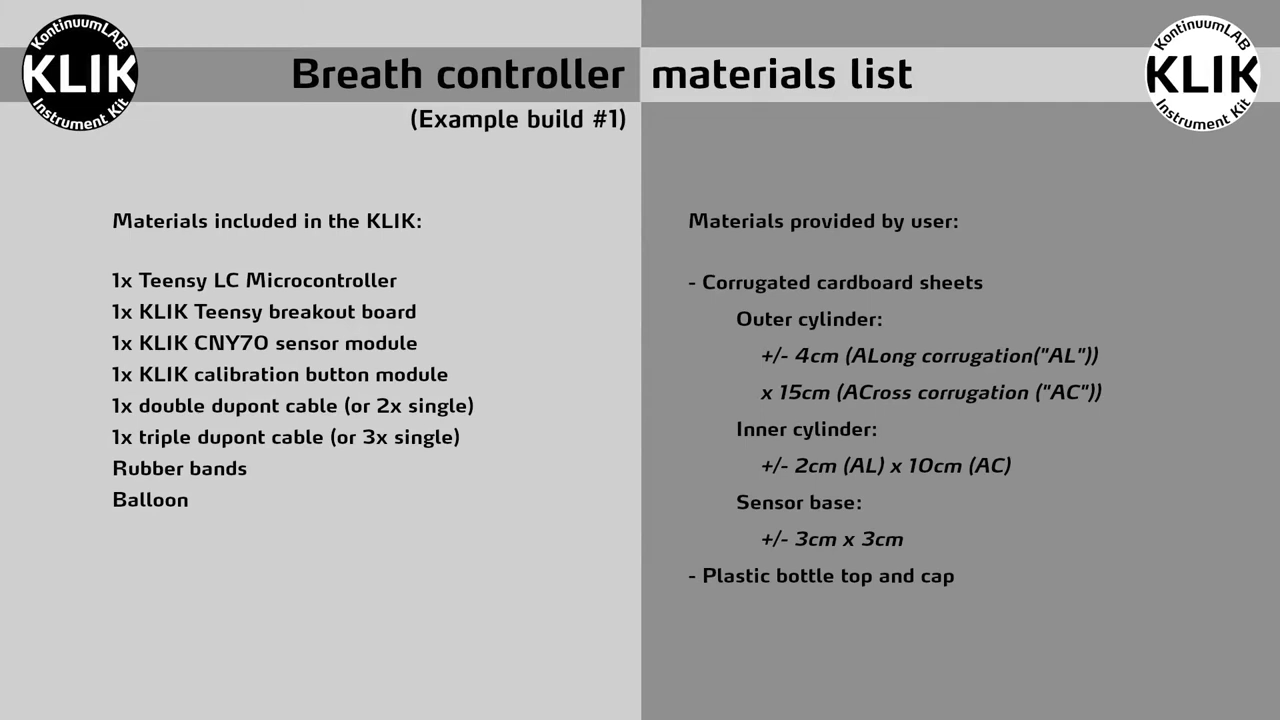 KontinuumLAB
KLIK
Instrument Kit
Breath controller materials list
(Example build #1)
KontinuumLAB
KLIK
Instrument Kit
Materials included in the KLIK:
1x Teensy LC Microcontroller
1x KLIK Teensy breakout board
1x KLIK CNY70 sensor module
1x KLIK calibration button module
1x double dupont cable (or 2x single)
1x triple dupont cable (or 3x single)
Rubber bands
Balloon
Materials provided by user:
- Corrugated cardboard sheets
Outer cylinder:
+/- 4cm (ALong corrugation("AL"))
x 15cm (ACross corrugation ("AC"))
Inner cylinder:
+/- 2cm (AL) x 10cm (AC)
Sensor base:
+/- 3cm x 3cm
- Plastic bottle top and cap